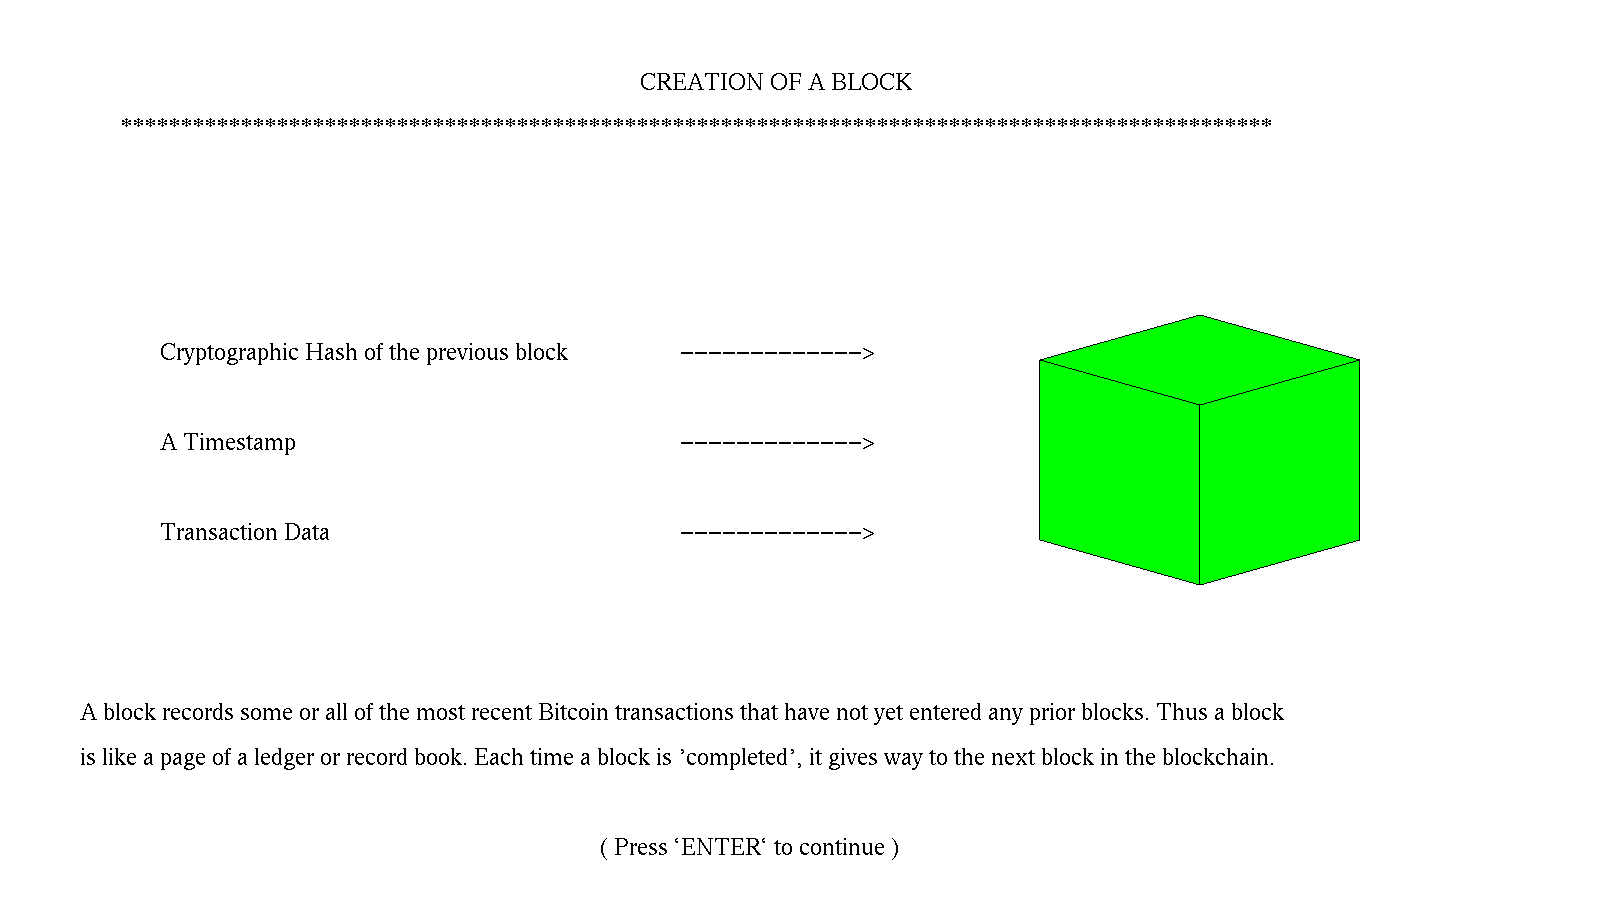 CREATION OF A BLOCK
************************************************************************************************
Cryptographic Hash of the previous block −−−−−−−−−−−−−>
A Timestamp −−−−−−−−−−−−−>
Transaction Data −−−−−−−−−−−−−>
A block records some or all of the most recent Bitcoin transactions that have not yet entered any prior blocks. Thus a block
is like a page of a ledger or record book. Each time a block is ’completed’, it gives way to the next block in the blockchain.
( Press ‘ENTER‘ to continue )